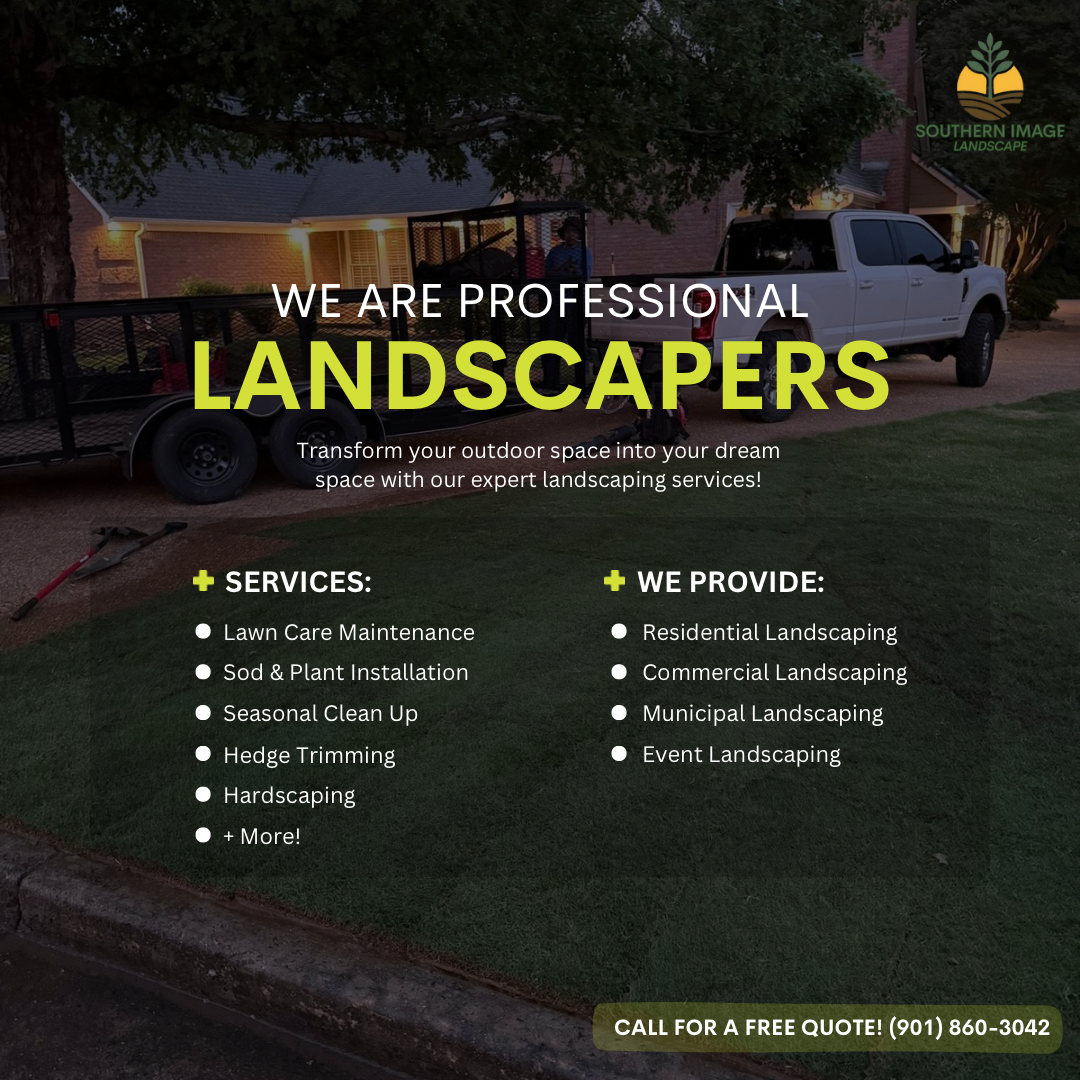 SOUTHERN IMAGE
LANDSCAPE
WE ARE PROFESSIONAL
LANDSCAPERS
Transform your outdoor space into your dream
space with our expert landscaping services!
SERVICES:
Lawn Care Maintenance
Sod & Plant Installation
Seasonal Clean Up
Hedge Trimming
Hardscaping
+ More!
WE PROVIDE:
Residential Landscaping
Commercial Landscaping
Municipal Landscaping
Event Landscaping
CALL FOR A FREE QUOTE! (901) 860-3042